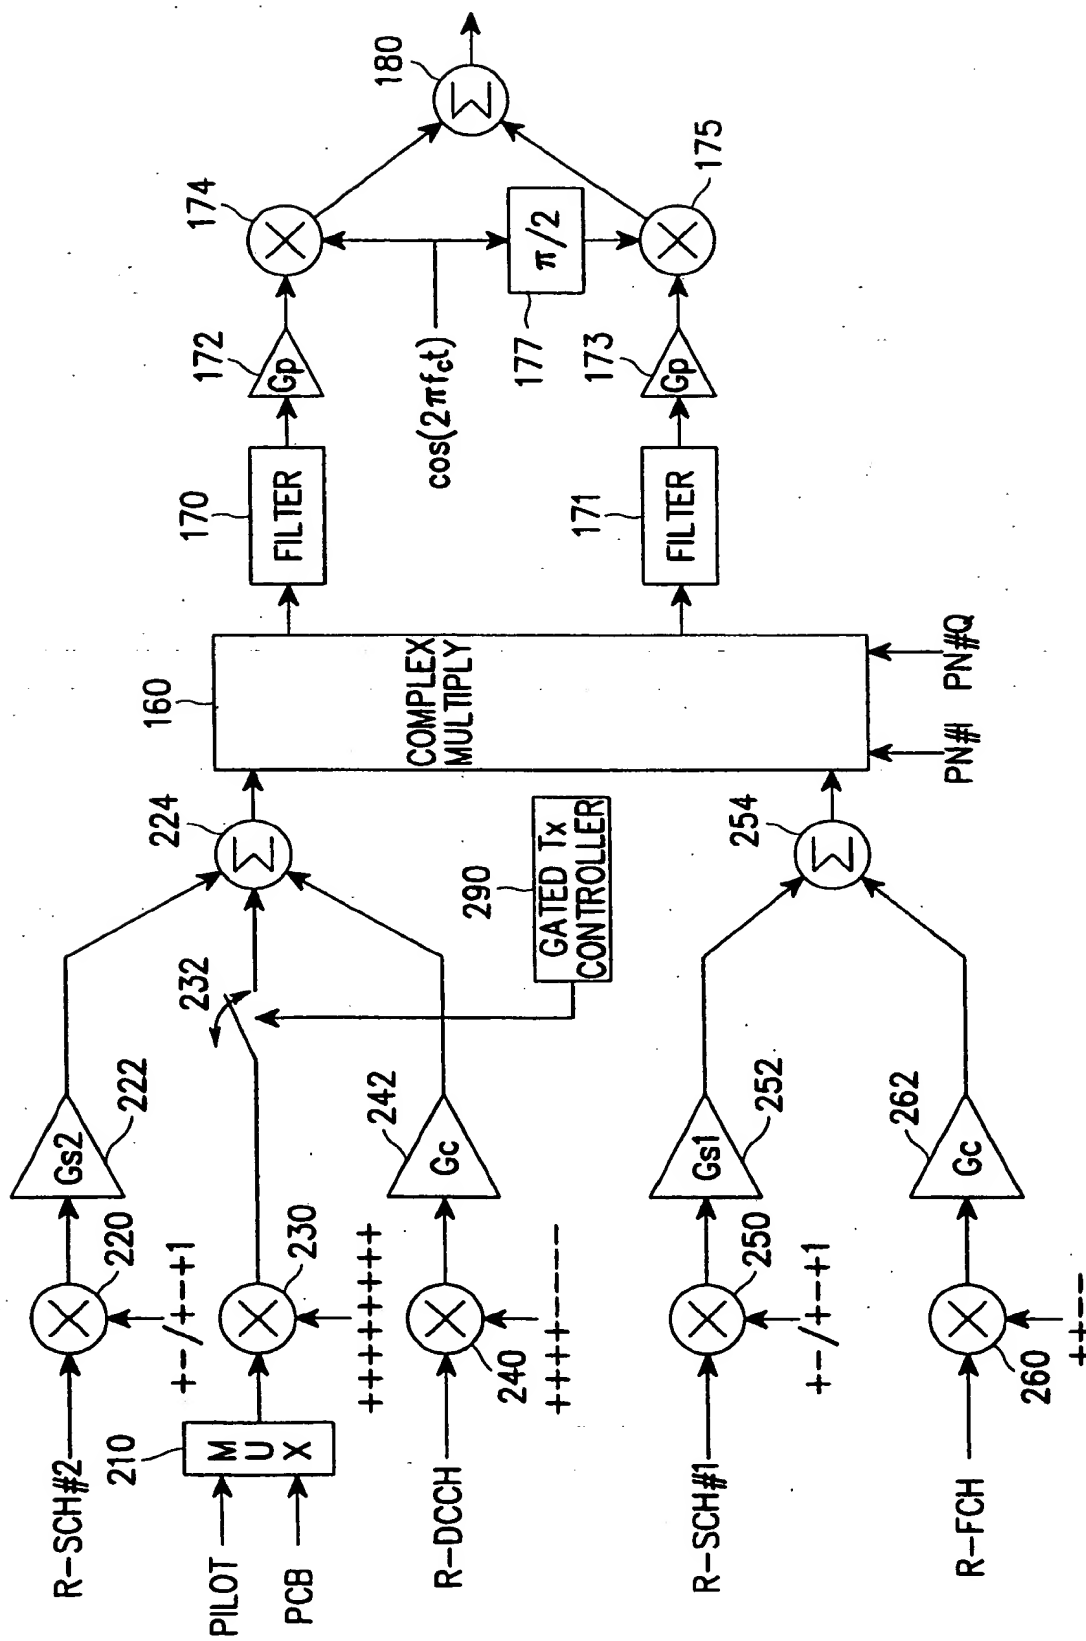 R-SCH#2
220
+-/+-+1
Gs2
222
PILOT
PCB
210
MUX
230
++++++++
232
224
Σ
R-DCCH
240
++++----
Gc
242
290
GATED Tx
CONTROLLER
R-SCH#1
250
+-/+-+1
Gs1
252
254
Σ
R-FCH
260
++--
Gc
262
160
COMPLEX
MULTIPLY
PN#I
PN#Q
170
FILTER
172
Gp
174
cos(2πfct)
177
π/2
171
FILTER
173
Gp
175
180
Σ